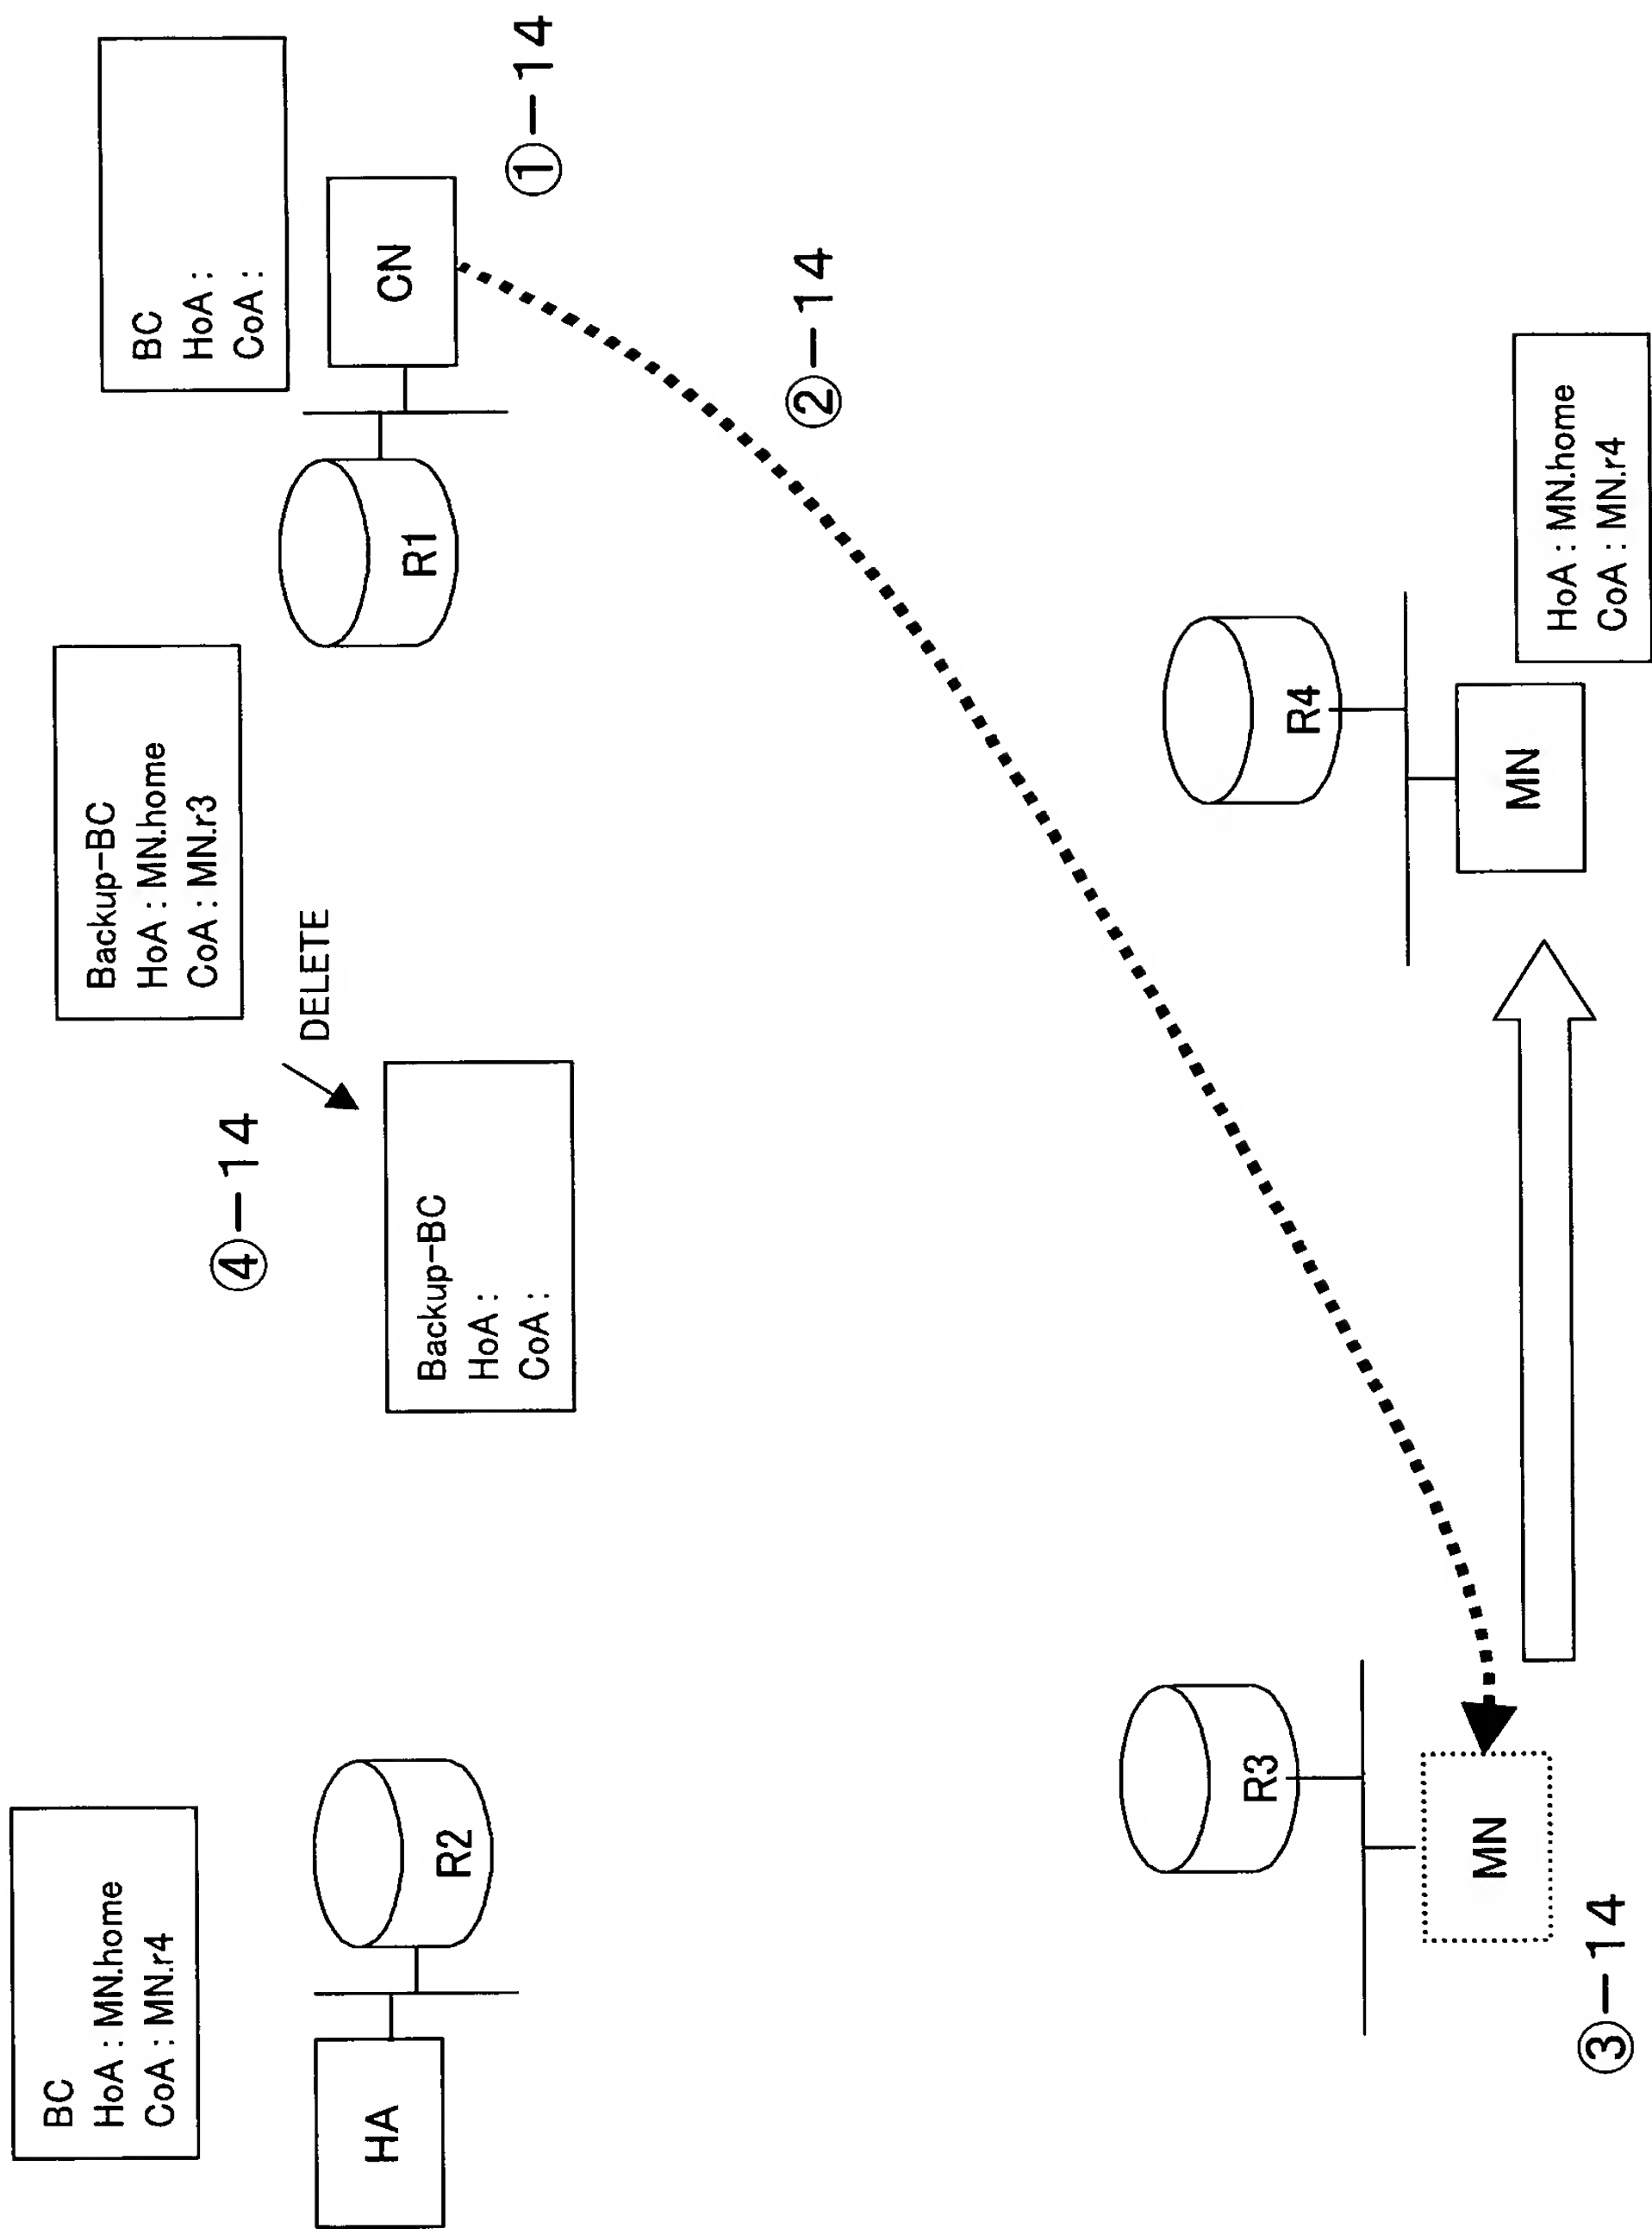 BC
HoA : MN.home
CoA : MN.r4
HA
R2
Backup-BC
HoA : MN.home
CoA : MN.r3
④−14
DELETE
Backup-BC
HoA :
CoA :
BC
HoA :
CoA :
R1
CN
①−14
②−14
R3
MN
③−14
R4
MN
HoA : MN.home
CoA : MN.r4